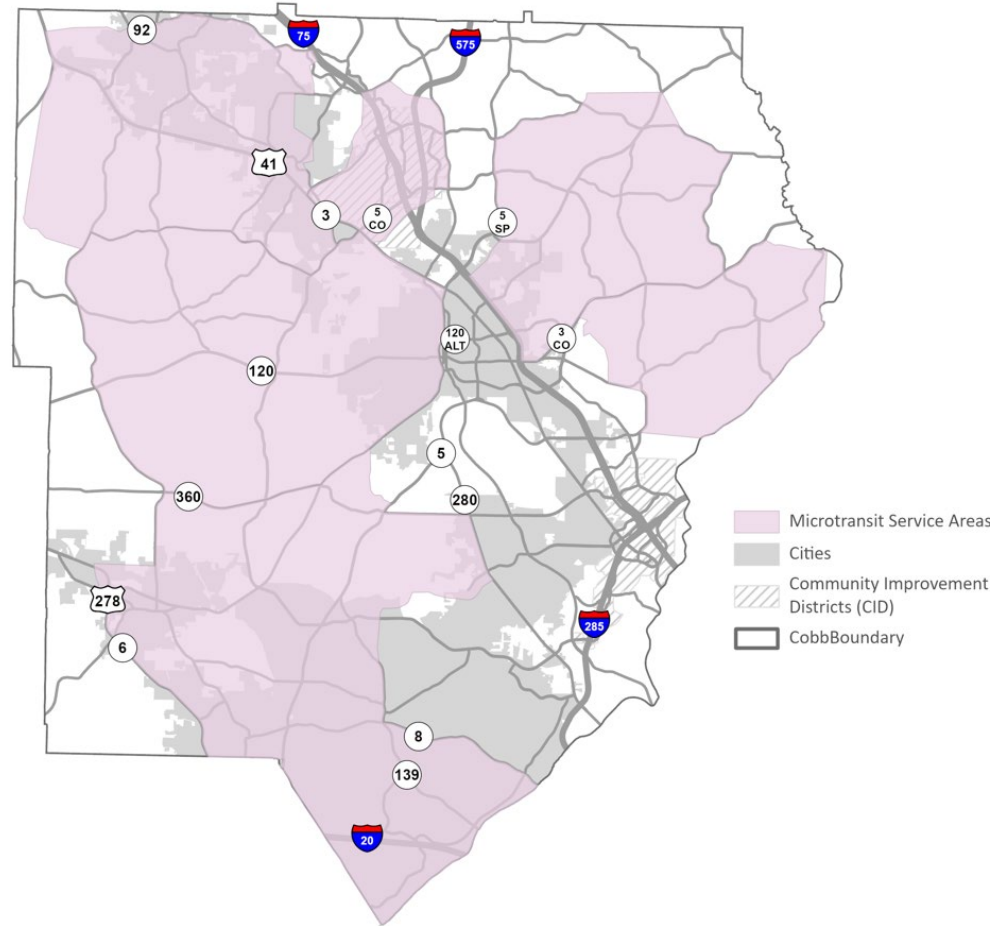 92
75
575
41
3
5
CO
5
SP
120
ALT
3
CO
120
5
360
280
Microtransit Service Areas
Cities
Community Improvement
Districts (CID)
CobbBoundary
278
285
6
8
139
20